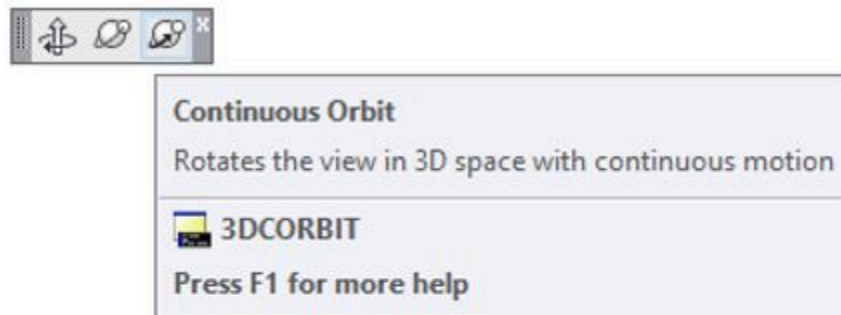 Continuous Orbit
Rotates the view in 3D space with continuous motion
3DCORBIT
Press F1 for more help